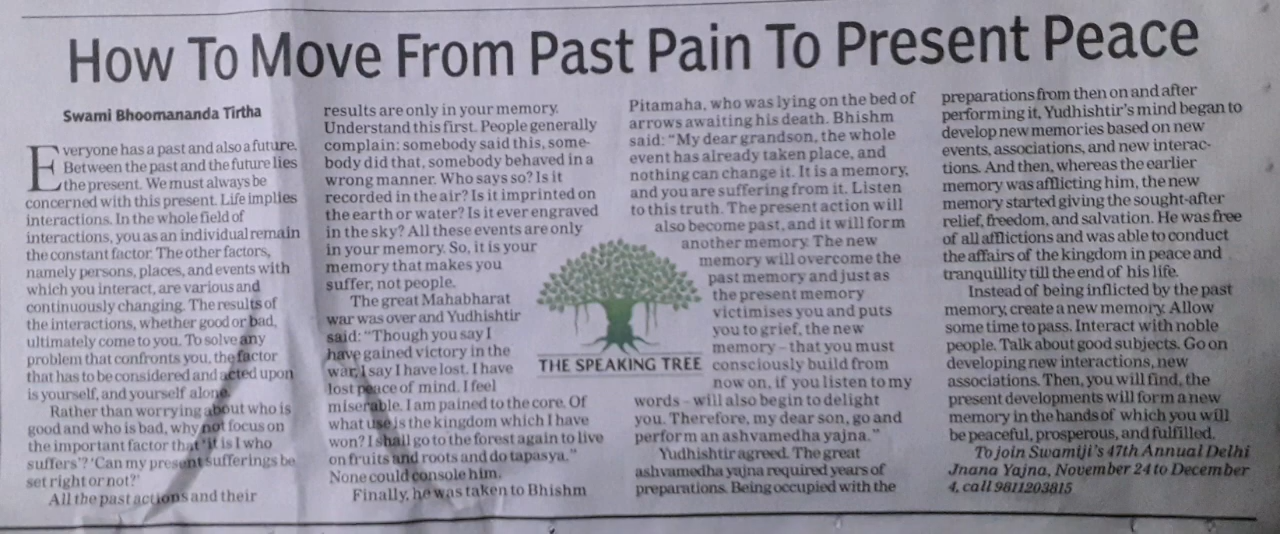 How To Move From Past Pain To Present Peace
Swami Bhoomananda Tirtha
Everyone has a past and also a future.
Between the past and the future lies
the present. We must always be
concerned with this present. Life implies
interactions. In the whole field of
interactions, you as an individual remain
the constant factor. The other factors,
namely persons, places, and events with
which you interact, are various and
continuously changing. The results of
the interactions, whether good or bad,
ultimately come to you. To solve any
problem that confronts you, the factor
that has to be considered and acted upon
is yourself, and yourself alone.
Rather than worrying about who is
good and who is bad, why not focus on
the important factor that 'it is I who
suffers'? 'Can my present sufferings be
set right or not?'
All the past actions and their
results are only in your memory.
Understand this first. People generally
complain: somebody said this, some-
body did that, somebody behaved in a
wrong manner. Who says so? Is it
recorded in the air? Is it imprinted on
the earth or water? Is it ever engraved
in the sky? All these events are only
in your memory. So, it is your
memory that makes you
suffer, not people.
The great Mahabharat
war was over and Yudhishtir
said: "Though you say I
have gained victory in the
war, I say I have lost. I have
lost peace of mind. I feel
miserable. I am pained to the core. Of
what use is the kingdom which I have
won? I shall go to the forest again to live
on fruits and roots and do tapasya."
None could console him.
Finally, he was taken to Bhishm
THE SPEAKING TREE
Pitamaha, who was lying on the bed of
arrows awaiting his death. Bhishm
said: "My dear grandson, the whole
event has already taken place, and
nothing can change it. It is a memory,
and you are suffering from it. Listen
to this truth. The present action will
also become past, and it will form
another memory. The new
memory will overcome the
past memory and just as
the present memory
victimises you and puts
you to grief, the new
memory – that you must
consciously build from
now on, if you listen to my
words – will also begin to delight
you. Therefore, my dear son, go and
perform an ashvamedha yajna."
Yudhishtir agreed. The great
ashvamedha yajna required years of
preparations. Being occupied with the
preparations from then on and after
performing it, Yudhishtir's mind began to
develop new memories based on new
events, associations, and new interac-
tions. And then, whereas the earlier
memory was afflicting him, the new
memory started giving the sought-after
relief, freedom, and salvation. He was free
of all afflictions and was able to conduct
the affairs of the kingdom in peace and
tranquillity till the end of his life.
Instead of being inflicted by the past
memory, create a new memory. Allow
some time to pass. Interact with noble
people. Talk about good subjects. Go on
developing new interactions, new
associations. Then, you will find, the
present developments will form a new
memory in the hands of which you will
be peaceful, prosperous, and fulfilled.
To join Swamiji's 47th Annual Delhi
Jnana Yajna, November 24 to December
4, call 9811203815